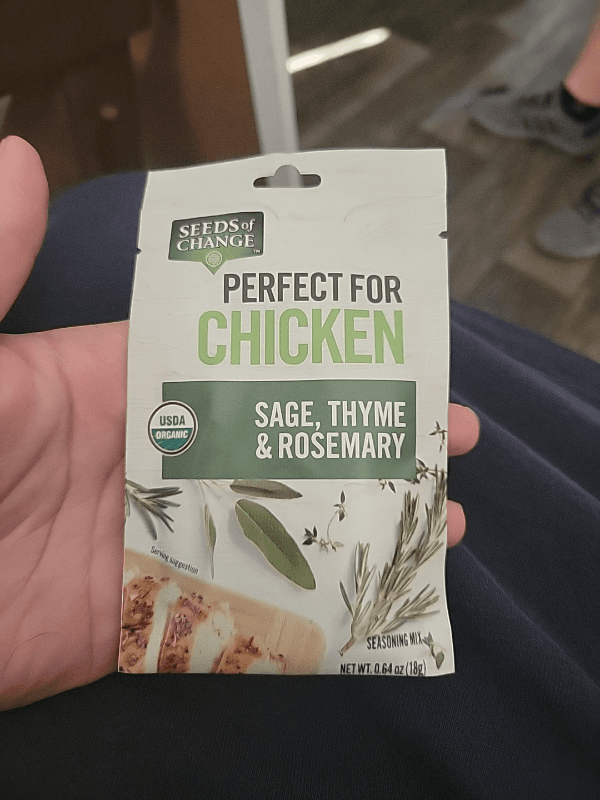 SEEDS of
CHANGE™
PERFECT FOR
CHICKEN
USDA
ORGANIC
SAGE, THYME
& ROSEMARY
Serving suggestion
SEASONING MIX
NET WT. 0.64 oz (18g)